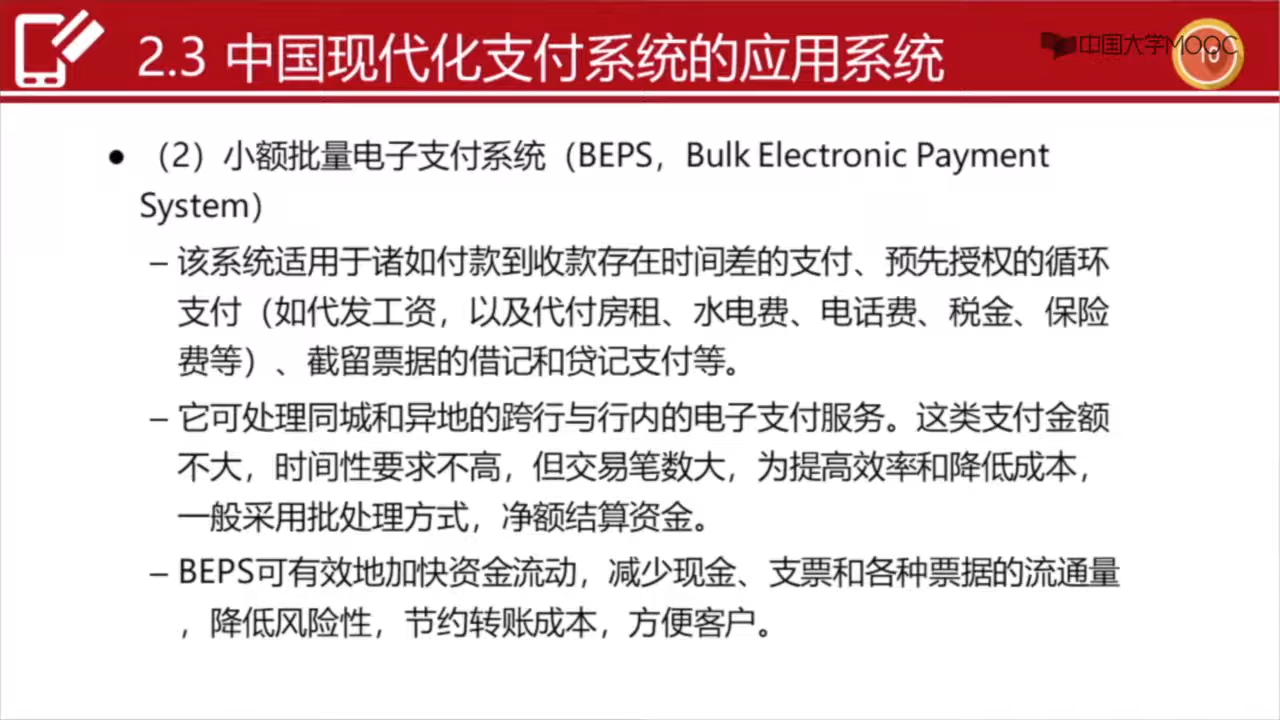 2.3 中国现代化支付系统的应用系统
中国大学MOOC
10
● （2）小额批量电子支付系统（BEPS，Bulk Electronic Payment
System）
– 该系统适用于诸如付款到收款存在时间差的支付、预先授权的循环
支付（如代发工资，以及代付房租、水电费、电话费、税金、保险
费等）、截留票据的借记和贷记支付等。
– 它可处理同城和异地的跨行与行内的电子支付服务。这类支付金额
不大，时间性要求不高，但交易笔数大，为提高效率和降低成本，
一般采用批处理方式，净额结算资金。
– BEPS可有效地加快资金流动，减少现金、支票和各种票据的流通量
，降低风险性，节约转账成本，方便客户。